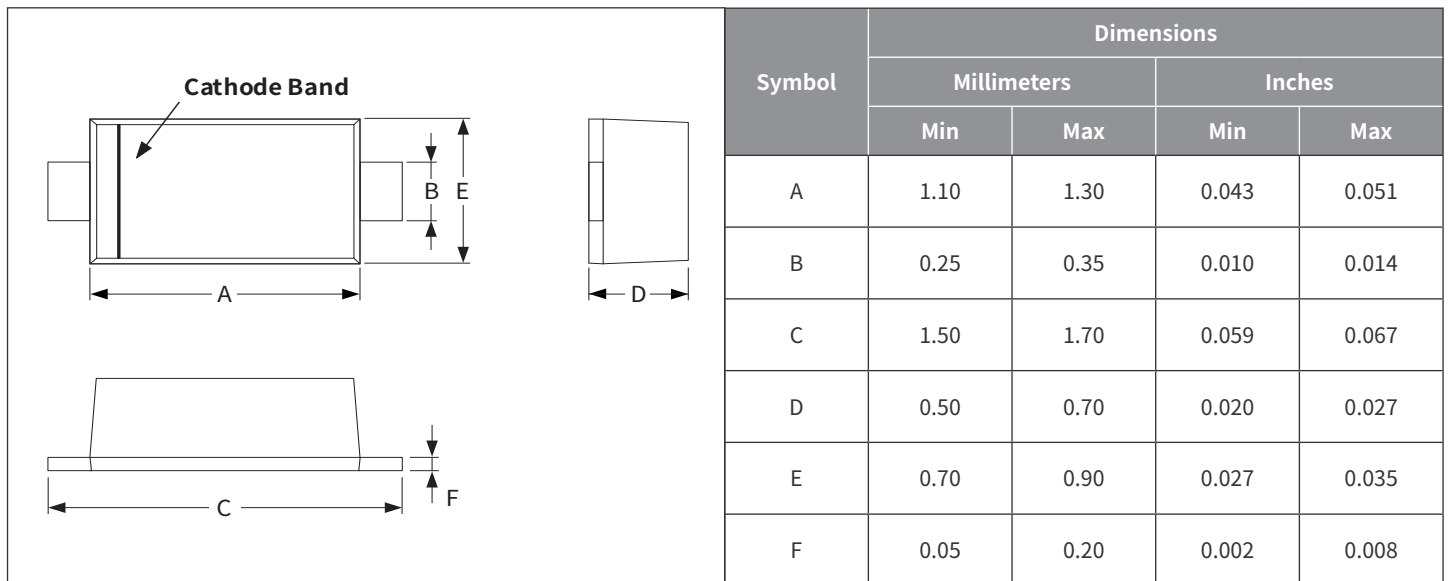 Cathode Band
B E
A
D
C
F
Dimensions
Symbol Millimeters Inches
Min Max Min Max
A 1.10 1.30 0.043 0.051
B 0.25 0.35 0.010 0.014
C 1.50 1.70 0.059 0.067
D 0.50 0.70 0.020 0.027
E 0.70 0.90 0.027 0.035
F 0.05 0.20 0.002 0.008